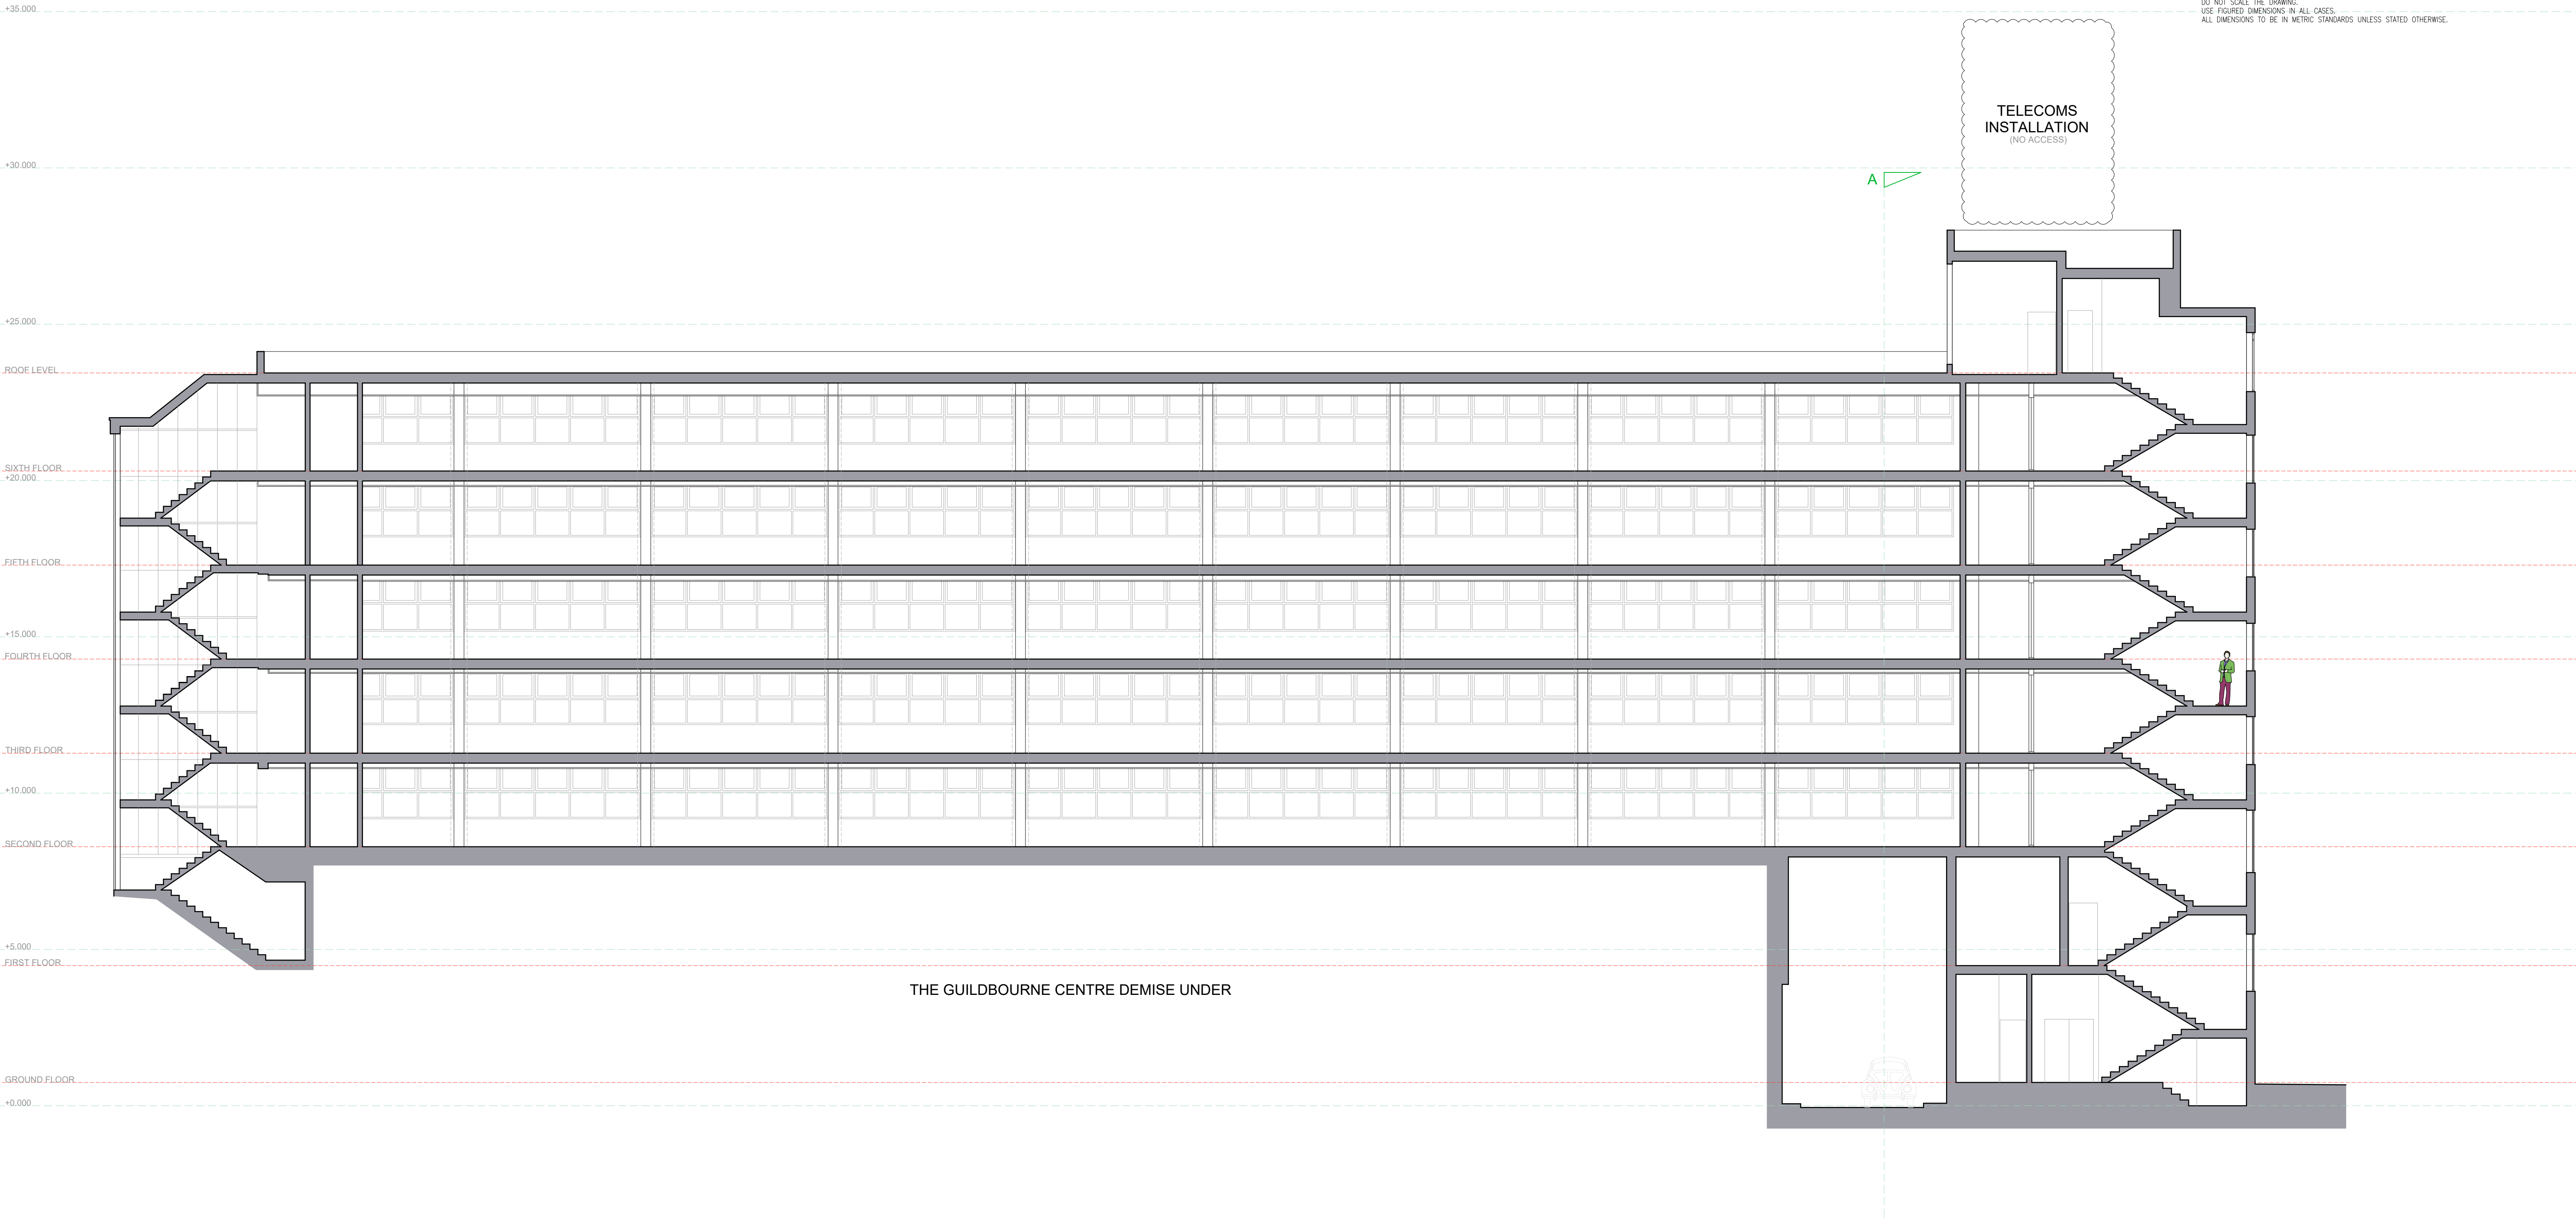 +35.000
DO NOT SCALE THE DRAWING.
USE FIGURED DIMENSIONS IN ALL CASES.
ALL DIMENSIONS TO BE IN METRIC STANDARDS UNLESS STATED OTHERWISE.
TELECOMS
INSTALLATION
(NO ACCESS)
+30.000
A
+25.000
ROOF LEVEL
SIXTH FLOOR
+20.000
FIFTH FLOOR
+15.000
FOURTH FLOOR
THIRD FLOOR
+10.000
SECOND FLOOR
+5.000
FIRST FLOOR
THE GUILDBOURNE CENTRE DEMISE UNDER
GROUND FLOOR
+0.000